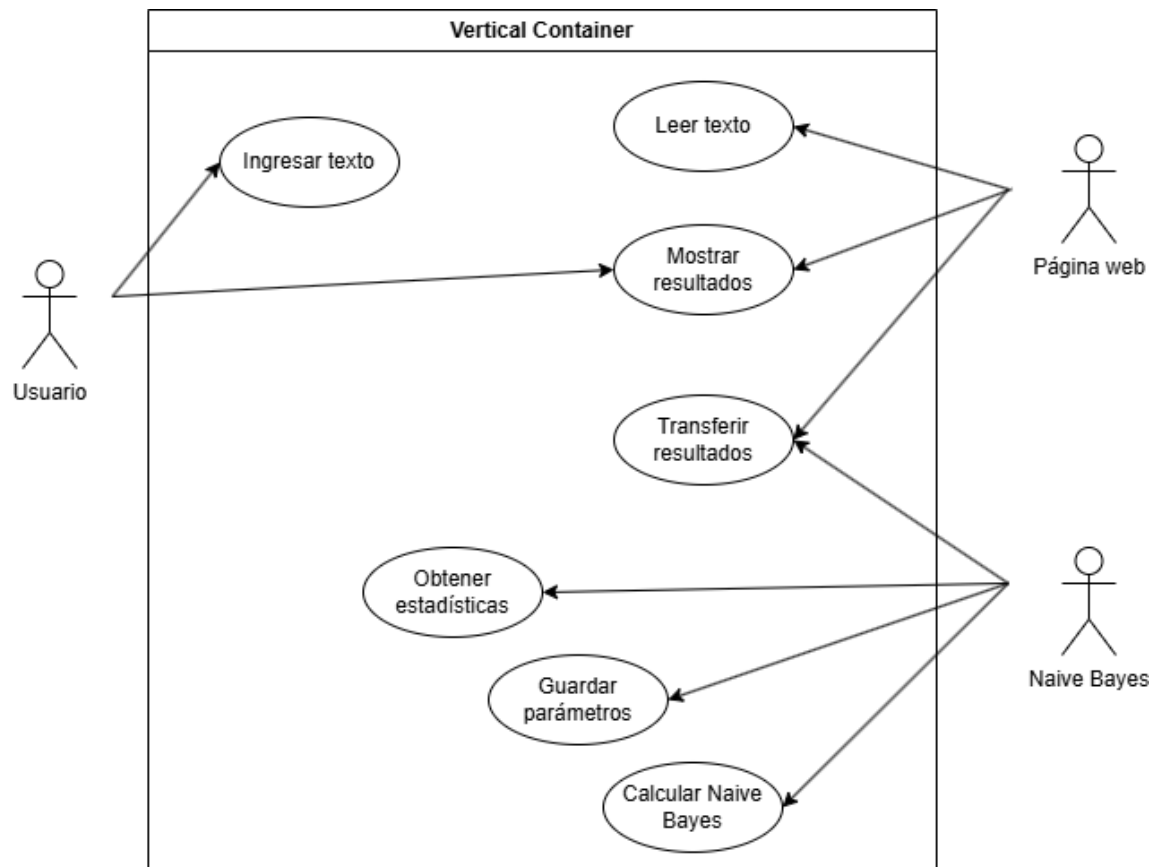 Vertical Container
Leer texto
Ingresar texto
Mostrar
resultados
Página web
Usuario
Transferir
resultados
Obtener
estadísticas
Naive Bayes
Guardar
parámetros
Calcular Naive
Bayes